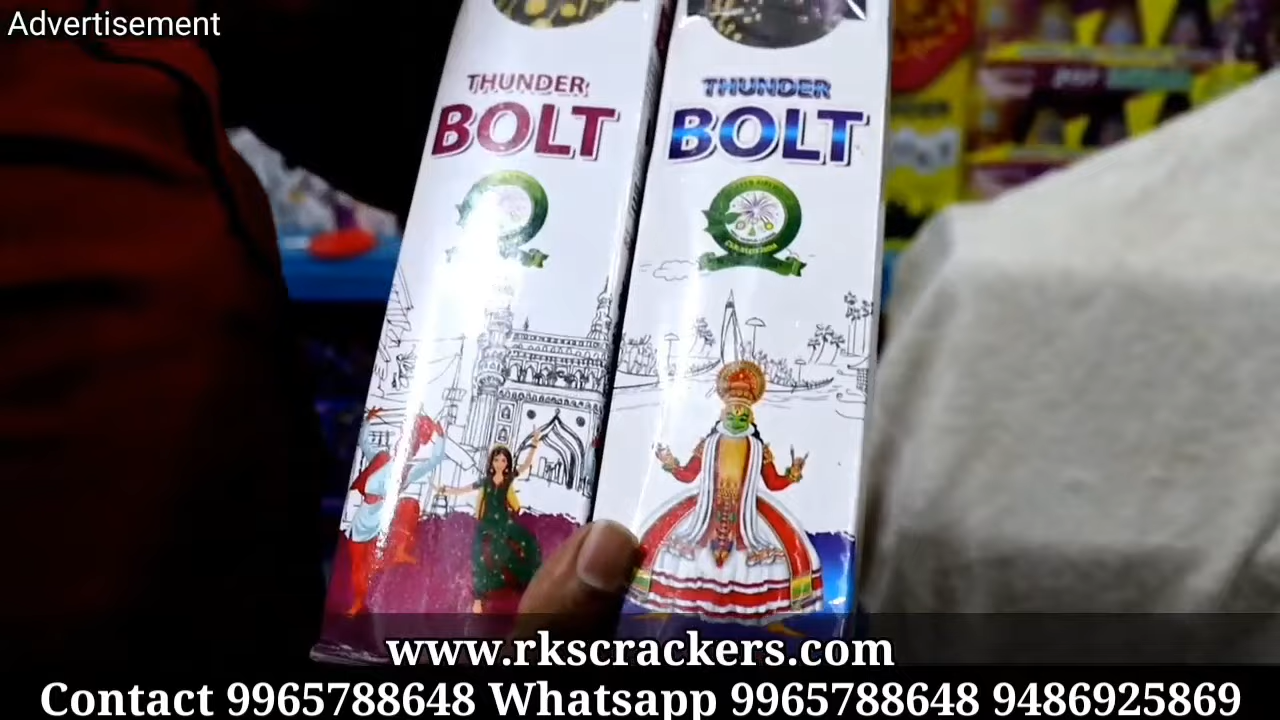 Advertisement
THUNDER
BOLT
THUNDER
BOLT
www.rkscrackers.com
Contact 9965788648 Whatsapp 9965788648 9486925869